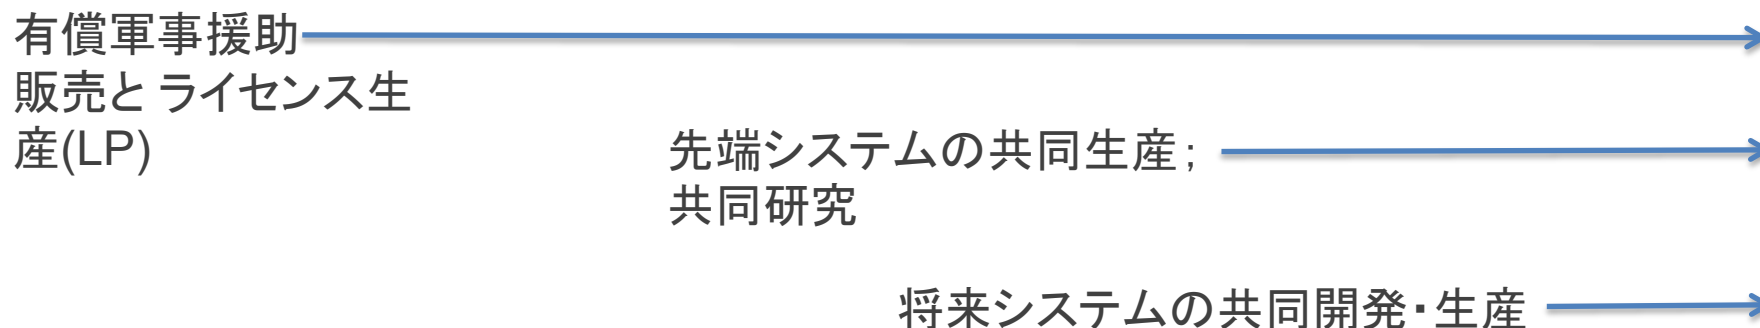 有償軍事援助
販売と ライセンス生
産(LP)
先端システムの共同生産;
共同研究
将来システムの共同開発・生産